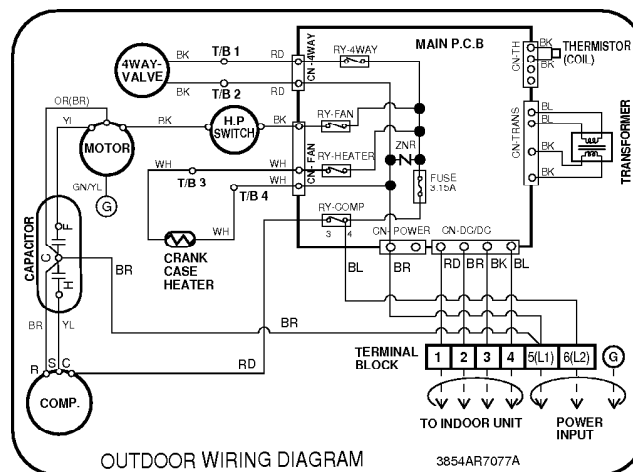 MAIN P.C.B
4WAY-
VALVE
BK
T/B 1
RD
BK
T/B 2
RD
CN-4WAY
RY-4WAY
CN-TH
BK
BK
BK
THERMISTOR
(COIL)
OR(BR)
YL
MOTOR
BK
H.P
SWITCH
BK
CN-FAN
RY-FAN
ZNR
RY-HEATER
FUSE
3.15A
CN-TRANS
BL
BL
BK
BK
TRANSFORMER
GN/YL
G
WH
T/B 3
WH
WH
T/B 4
WH
CRANK
CASE
HEATER
RY-COMP
3 4
CN-POWER
CN-DC/DC
BL
BR
RD
BR
BK
BL
CAPACITOR
F
C
H
BR
BR
YL
BR
R
S
C
RD
COMP.
TERMINAL
BLOCK
1
2
3
4
5(L1)
6(L2)
G
TO INDOOR UNIT
POWER
INPUT
OUTDOOR WIRING DIAGRAM
3854AR7077A